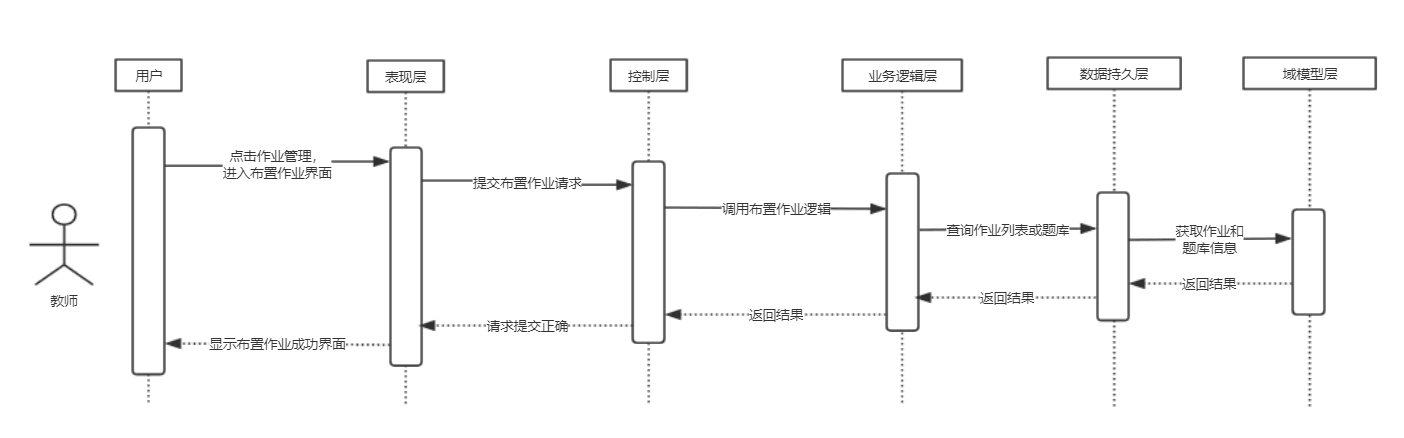 用户
表现层
控制层
业务逻辑层
数据持久层
域模型层
点击作业管理，
进入布置作业界面
提交布置作业请求
调用布置作业逻辑
查询作业列表或题库
获取作业和
题库信息
返回结果
返回结果
返回结果
请求提交正确
显示布置作业成功界面
教师